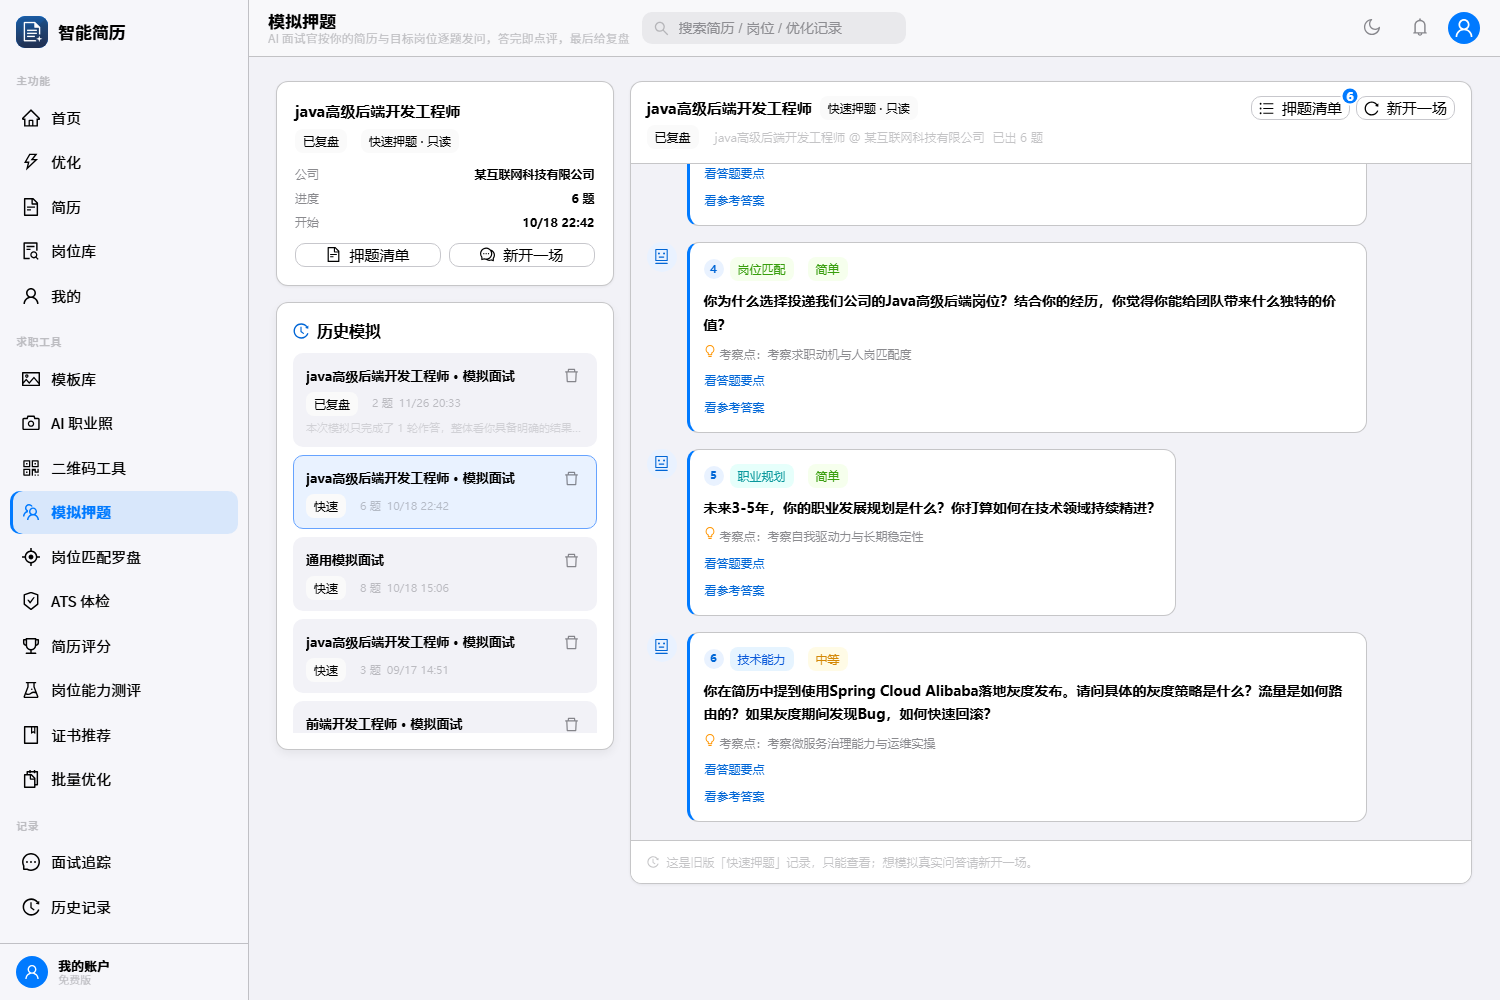 智能简历
主功能
首页
优化
简历
岗位库
我的
求职工具
模板库
AI 职业照
二维码工具
模拟押题
岗位匹配罗盘
ATS 体检
简历评分
岗位能力测评
证书推荐
批量优化
记录
面试追踪
历史记录
我的账户
免费版
模拟押题
AI 面试官按你的简历与目标岗位逐题发问，答完即点评，最后给复盘
搜索简历 / 岗位 / 优化记录
java高级后端开发工程师
已复盘 快速押题 · 只读
公司 某互联网科技有限公司
进度 6 题
开始 10/18 22:42
押题清单 新开一场
历史模拟
java高级后端开发工程师 • 模拟面试
已复盘 2 题 11/26 20:33
本次模拟只完成了 1 轮作答，整体看你具备明确的结果...
java高级后端开发工程师 • 模拟面试
快速 6 题 10/18 22:42
通用模拟面试
快速 8 题 10/18 15:06
java高级后端开发工程师 • 模拟面试
快速 3 题 09/17 14:51
前端开发工程师 • 模拟面试
java高级后端开发工程师 快速押题 · 只读
押题清单 6 新开一场
已复盘 java高级后端开发工程师 @ 某互联网科技有限公司 已出 6 题
看答题要点
看参考答案
4 岗位匹配 简单
你为什么选择投递我们公司的Java高级后端岗位？结合你的经历，你觉得你能给团队带来什么独特的价
值？
考察点：考察求职动机与人岗匹配度
看答题要点
看参考答案
5 职业规划 简单
未来3-5年，你的职业发展规划是什么？你打算如何在技术领域持续精进？
考察点：考察自我驱动力与长期稳定性
看答题要点
看参考答案
6 技术能力 中等
你在简历中提到使用Spring Cloud Alibaba落地灰度发布。请问具体的灰度策略是什么？流量是如何路
由的？如果灰度期间发现Bug，如何快速回滚？
考察点：考察微服务治理能力与运维实操
看答题要点
看参考答案
这是旧版「快速押题」记录，只能查看；想模拟真实问答请新开一场。